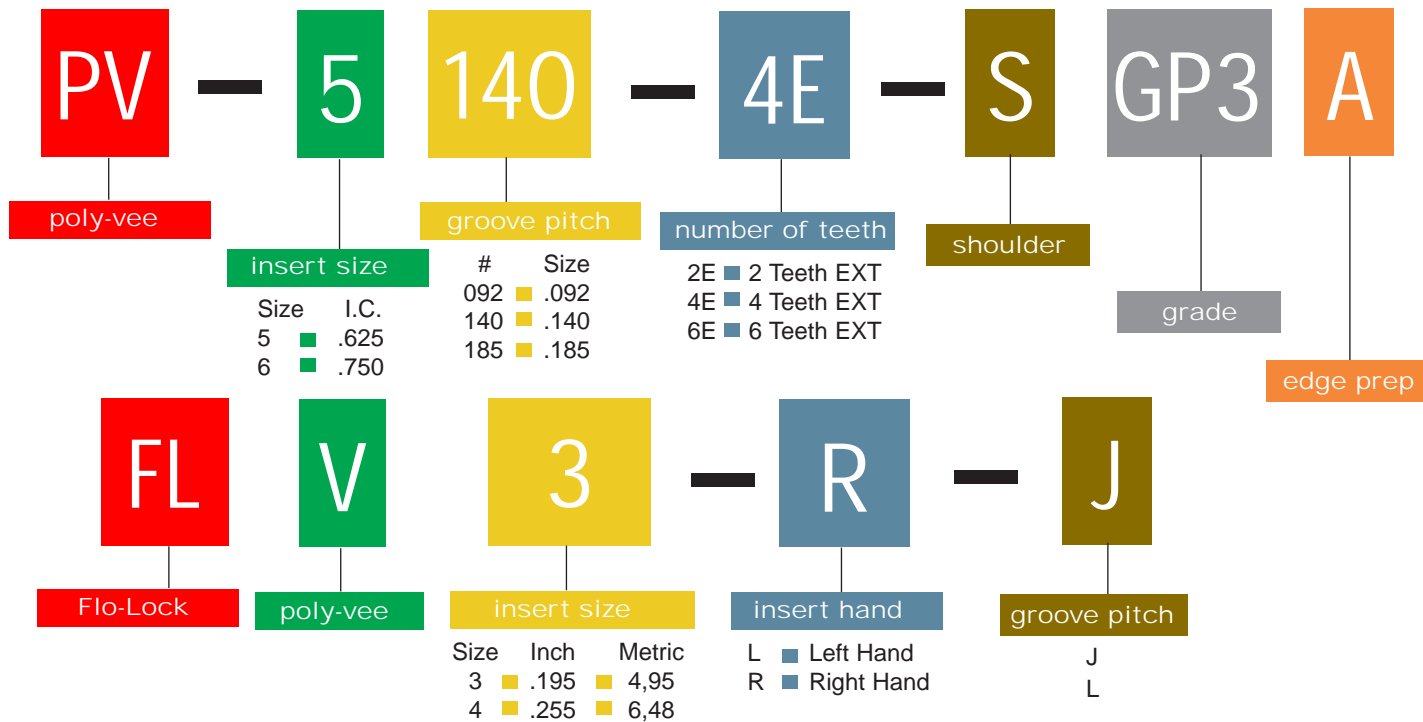 PV - 5 140 - 4E - S GP3 A
poly-vee
insert size
Size I.C.
5 .625
6 .750
groove pitch
# Size
092 .092
140 .140
185 .185
number of teeth
2E 2 Teeth EXT
4E 4 Teeth EXT
6E 6 Teeth EXT
shoulder
grade
edge prep
FL V 3 - R - J
Flo-Lock
poly-vee
insert size
Size Inch Metric
3 .195 4,95
4 .255 6,48
insert hand
L Left Hand
R Right Hand
groove pitch
J
L